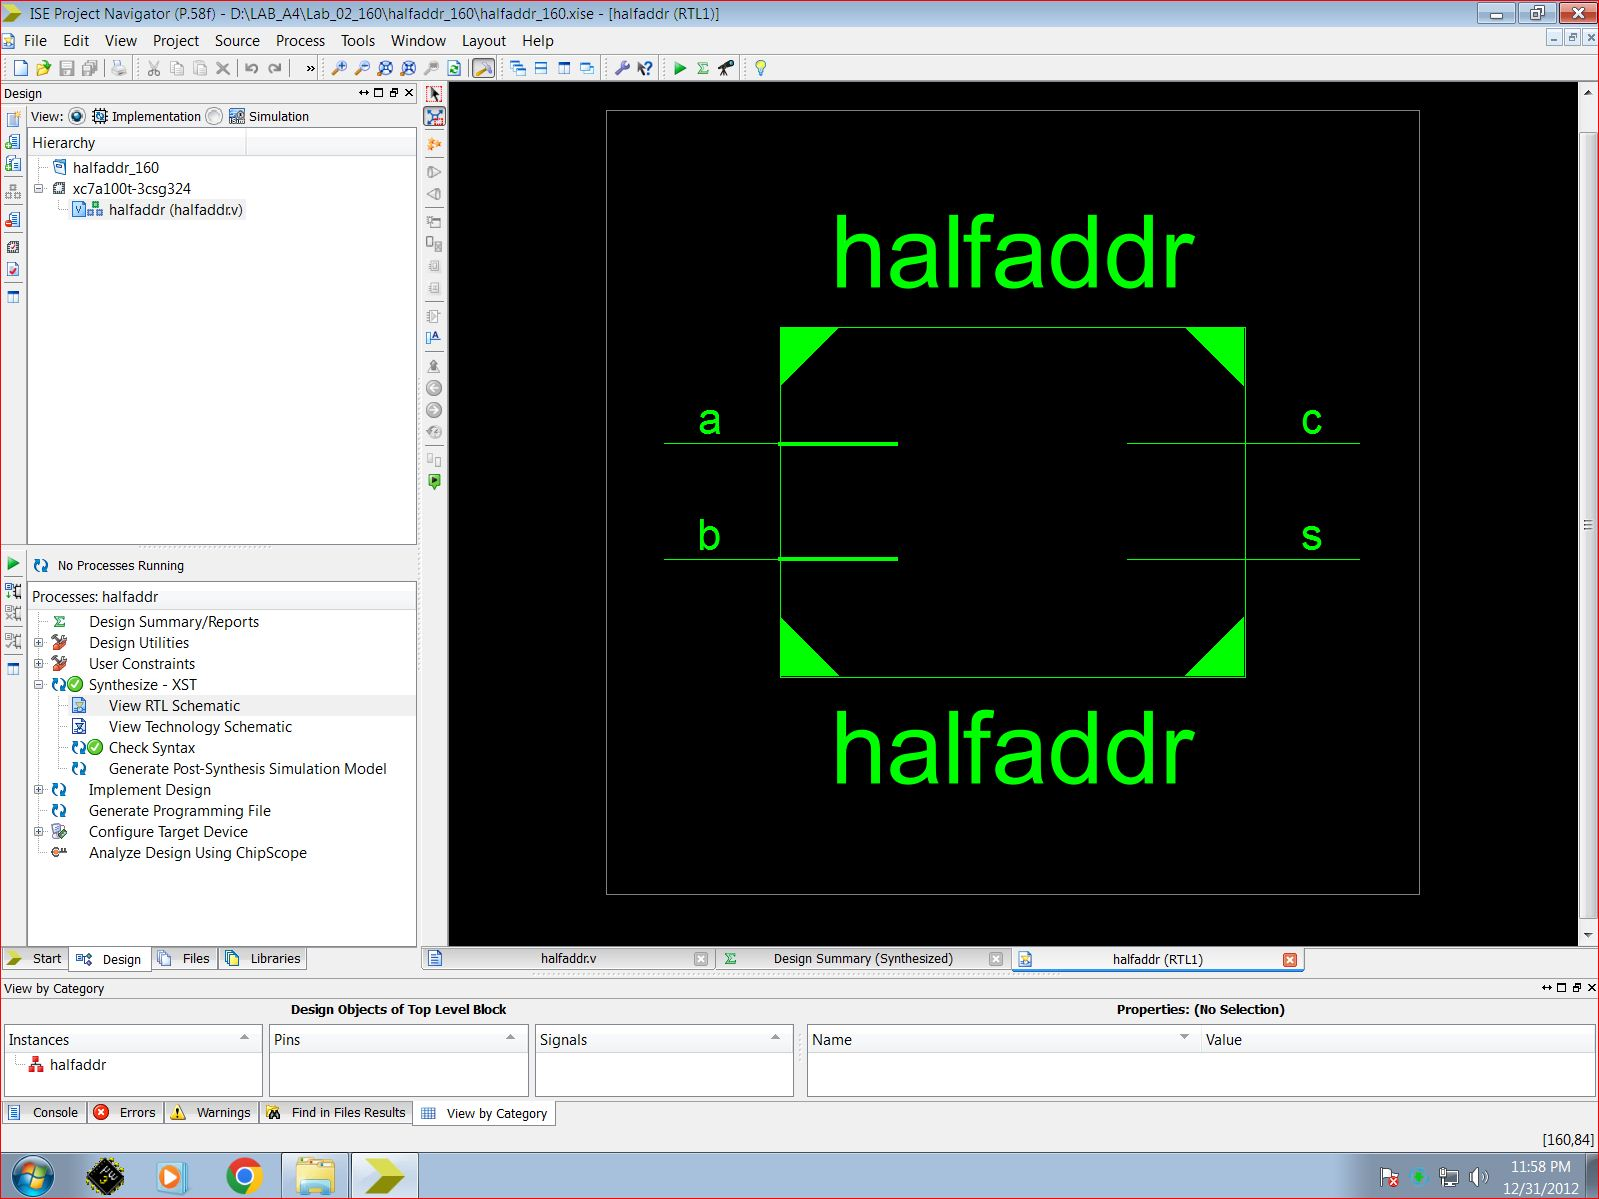 ISE Project Navigator (P.58f) - D:\LAB_A4\Lab_02_160\halfaddr_160\halfaddr_160.xise - [halfaddr (RTL1)]
File Edit View Project Source Process Tools Window Layout Help
Design
View: Implementation Simulation
Hierarchy
halfaddr_160
xc7a100t-3csg324
halfaddr (halfaddr.v)
No Processes Running
Processes: halfaddr
Design Summary/Reports
Design Utilities
User Constraints
Synthesize - XST
View RTL Schematic
View Technology Schematic
Check Syntax
Generate Post-Synthesis Simulation Model
Implement Design
Generate Programming File
Configure Target Device
Analyze Design Using ChipScope
Start Design Files Libraries
halfaddr
a
c
b
s
halfaddr
halfaddr.v Design Summary (Synthesized) halfaddr (RTL1)
View by Category
Design Objects of Top Level Block
Properties: (No Selection)
Instances Pins Signals Name Value
halfaddr
Console Errors Warnings Find in Files Results View by Category
[160,84]
11:58 PM
12/31/2012